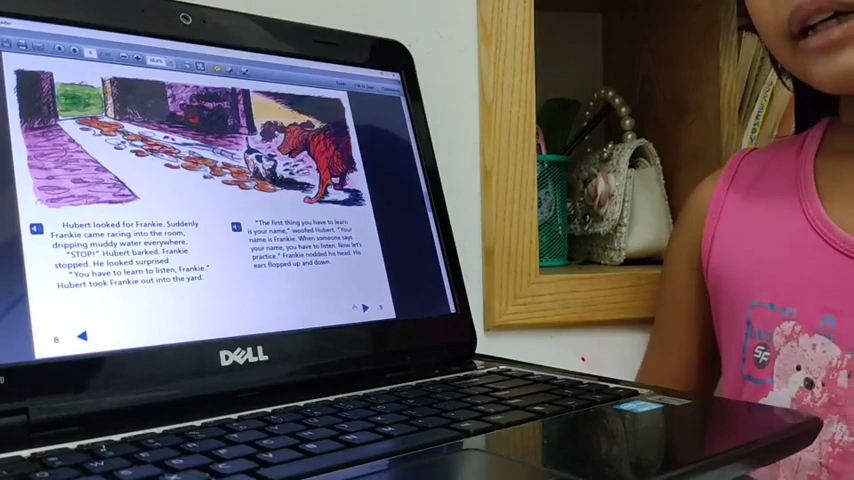 Hubert looked for Frankie. Suddenly
Frankie came racing into the room,
dripping muddy water everywhere.
"STOP!" Hubert barked. Frankie
stopped. He looked surprised.
"You have to learn to listen, Frankie."
Hubert took Frankie out into the yard.
8
"The first thing you have to learn
is your name," woofed Hubert. "Your
name is Frankie. When someone says
your name, you have to listen. Now let's
practice." Frankie nodded his head. His
ears flopped up and down.
9
DELL
SF